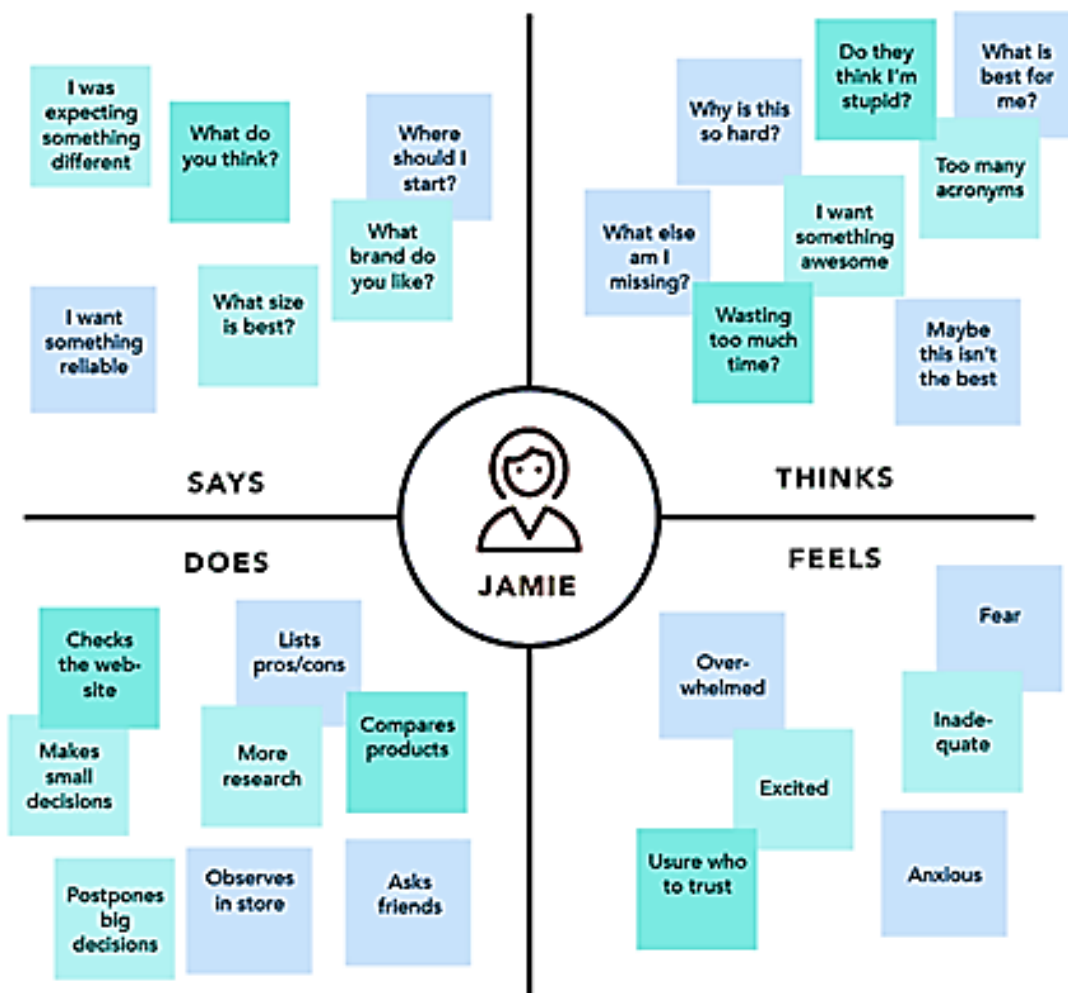 I was
expecting
something
different
What do
you think?
Where
should I
start?
What
brand do
you like?
What size
is best?
I want
something
reliable
SAYS
Do they
think I'm
stupid?
What is
best for
me?
Why is this
so hard?
Too many
acronyms
I want
something
awesome
What else
am I
missing?
Wasting
too much
time?
Maybe
this isn't
the best
THINKS
JAMIE
DOES
Checks
the web-
site
Lists
pros/cons
Makes
small
decisions
More
research
Compares
products
Postpones
big
decisions
Observes
in store
Asks
friends
FEELS
Fear
Over-
whelmed
Inade-
quate
Excited
Usure who
to trust
Anxious